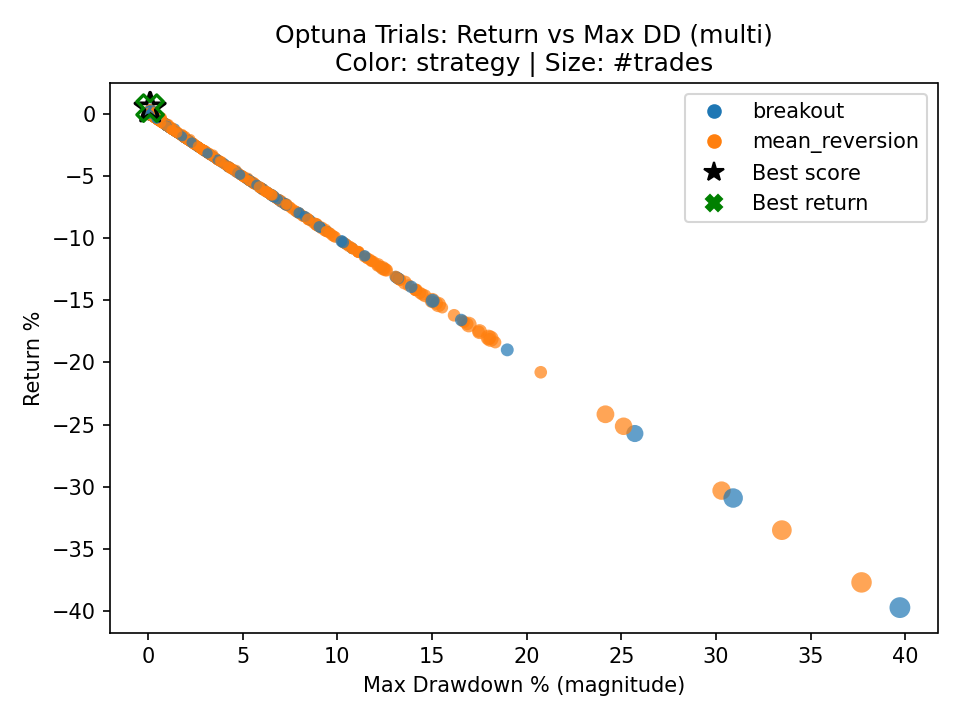 Optuna Trials: Return vs Max DD (multi)
Color: strategy | Size: #trades
breakout
mean_reversion
Best score
Best return
Return %
0
−5
−10
−15
−20
−25
−30
−35
−40
0 5 10 15 20 25 30 35 40
Max Drawdown % (magnitude)